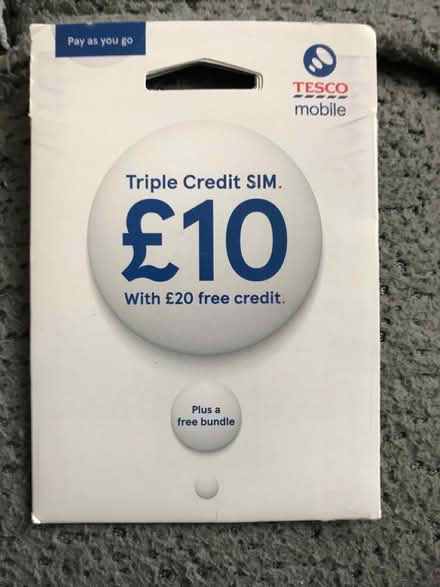 Pay as you go
TESCO
mobile
Triple Credit SIM.
£10
With £20 free credit.
Plus a
free bundle